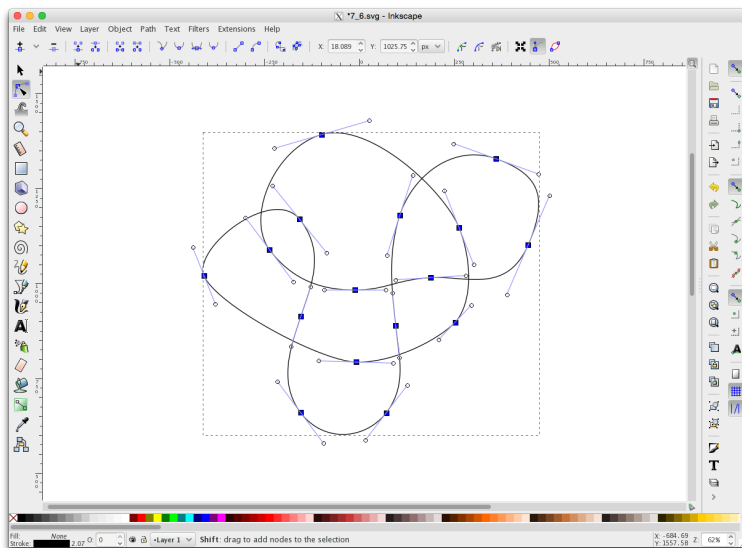 *7_6.svg - Inkscape
File Edit View Layer Object Path Text Filters Extensions Help
X: 18.089 Y: 1025.75 px
-750 -500 -250 0 250 500 750
Fill: None
Stroke: 2.07 O: 0 •Layer 1 Shift: drag to add nodes to the selection X: -684.69 Z: 62%
Y: 1557.58